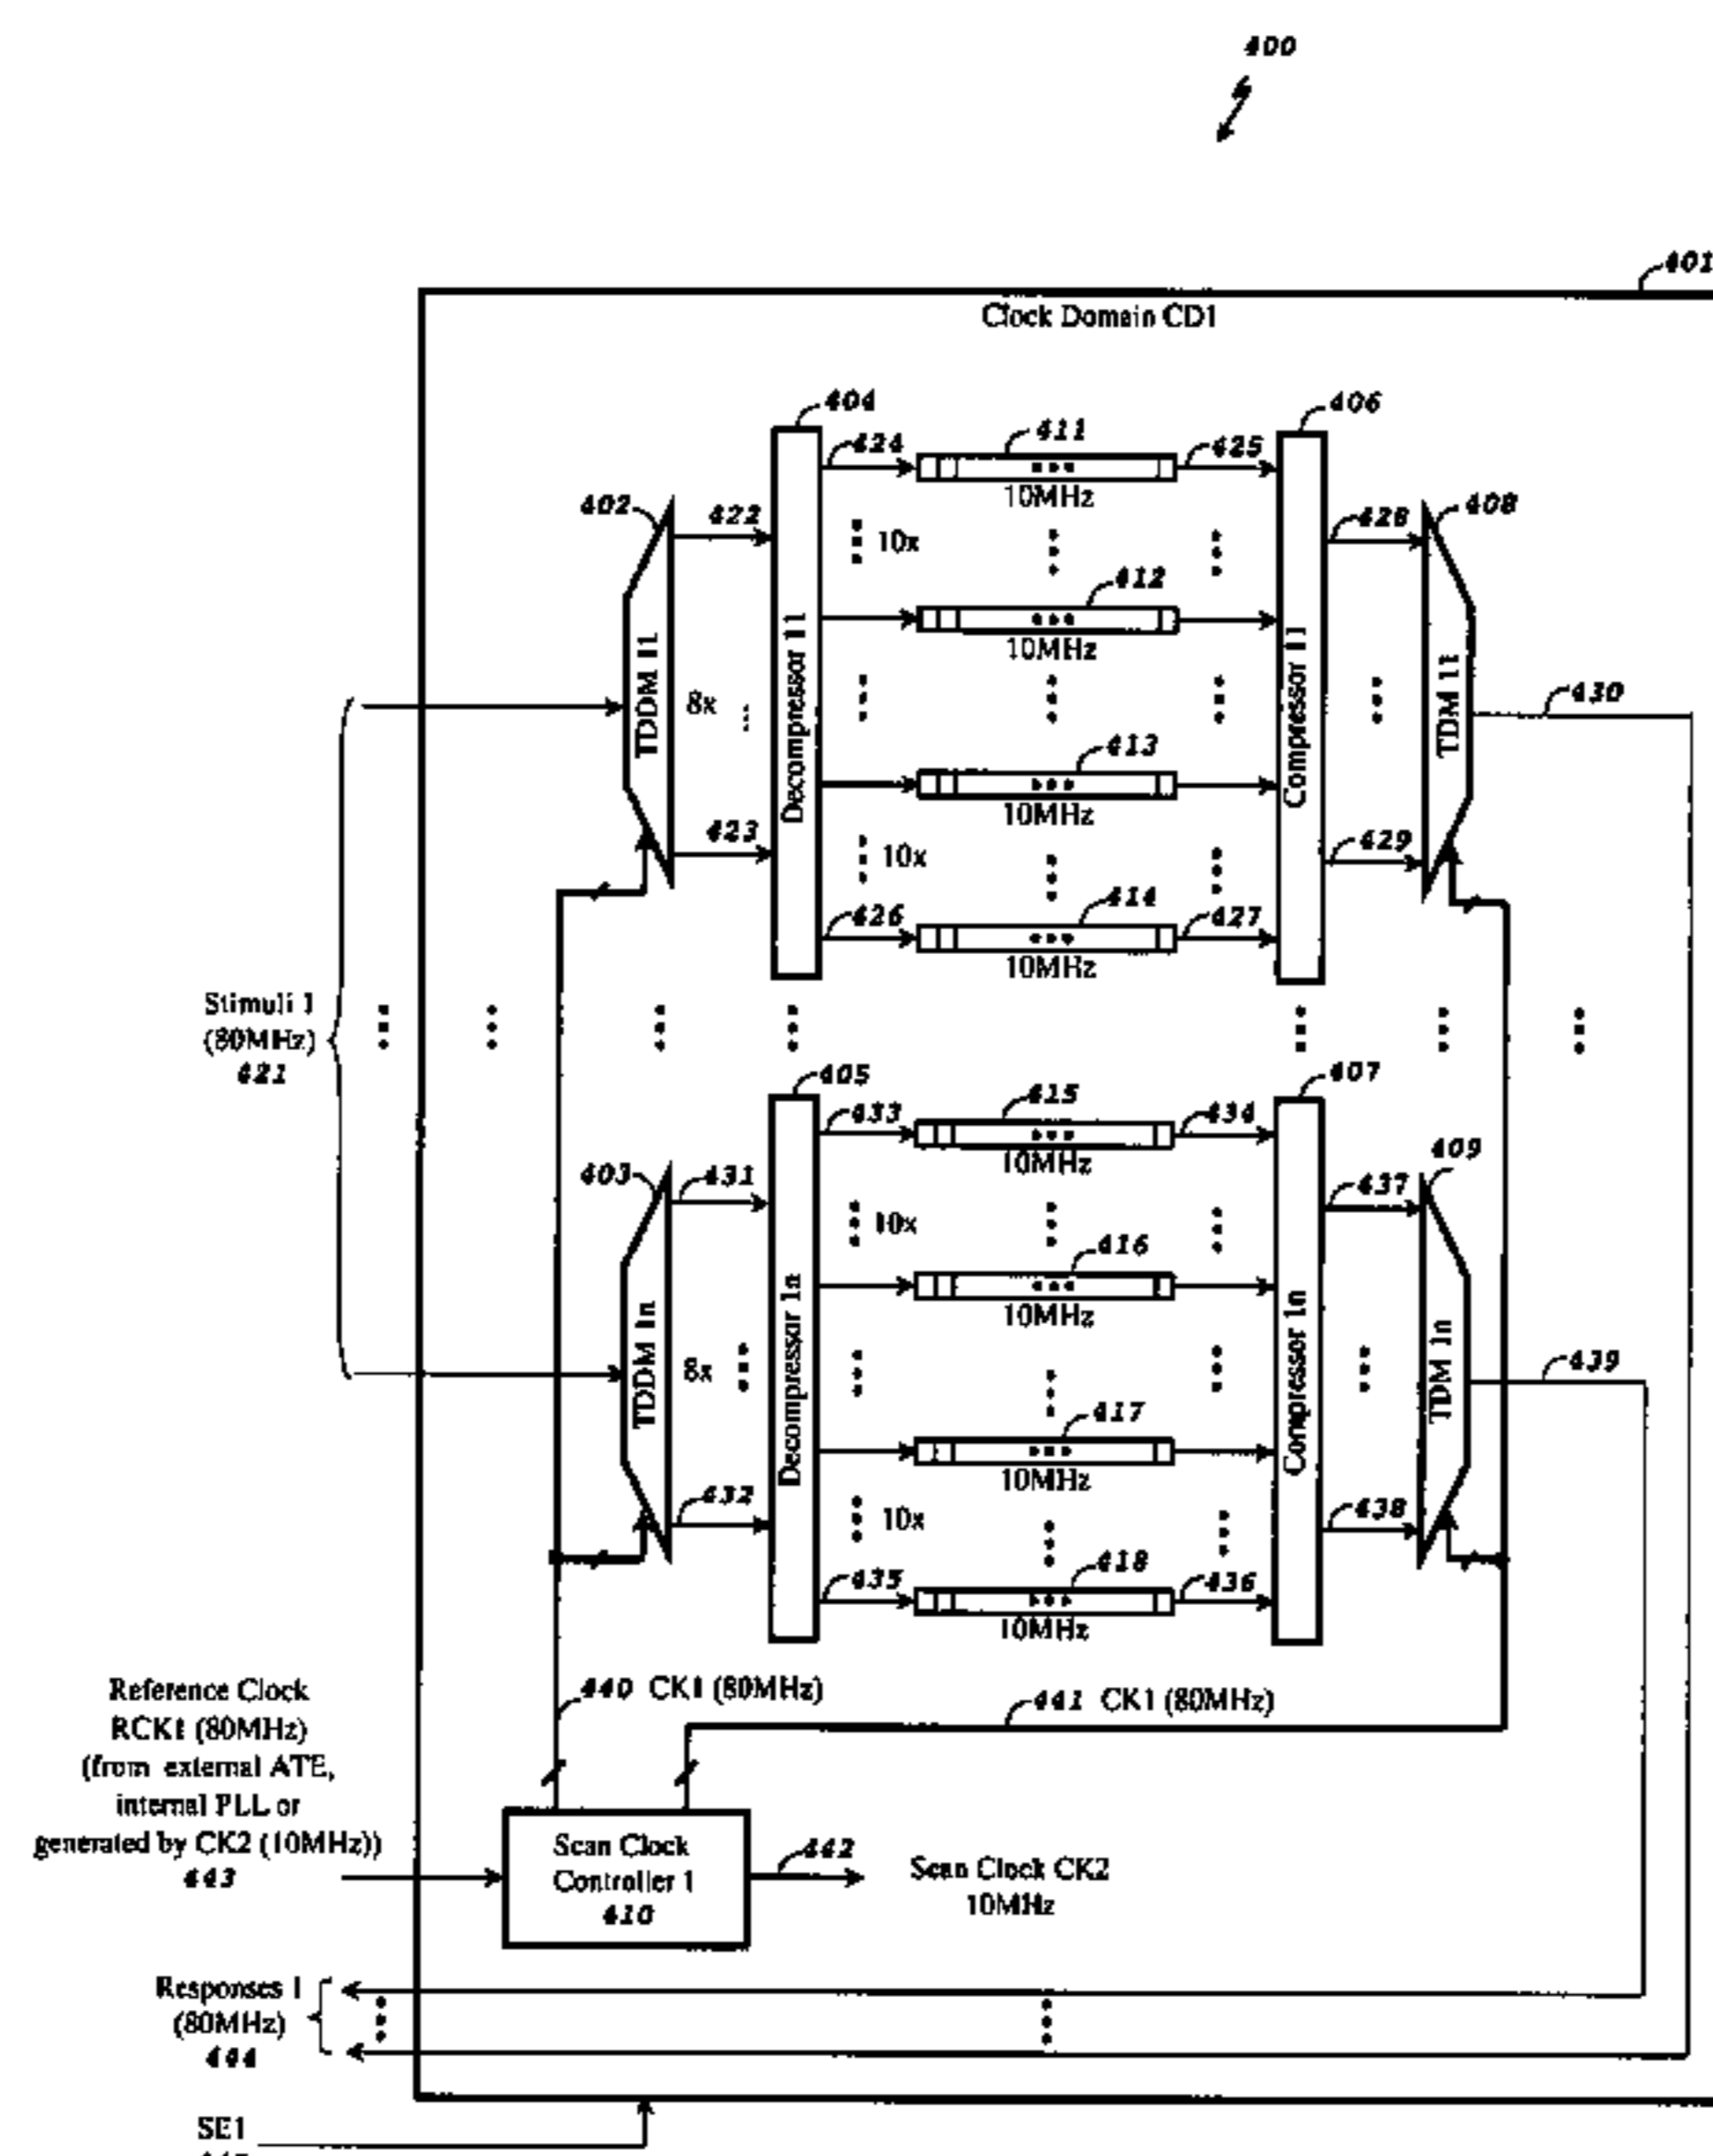 400
401
Clock Domain CD1
404
406
424
411
425
10MHz
402
422
428
408
10x
412
10MHz
TDDM 11
8x
Decompressor 11
Compressor 11
TDM 11
430
413
10MHz
423
10x
429
426
414
427
10MHz
Stimuli 1
(80MHz)
421
405
407
433
415
434
10MHz
403
431
437
409
10x
416
10MHz
TDDM 1n
8x
Decompressor 1n
Compressor 1n
TDM 1n
439
417
10MHz
432
10x
438
435
418
436
10MHz
Reference Clock
RCK1 (80MHz)
(from external ATE,
internal PLL or
generated by CK2 (10MHz))
443
440 CK1 (80MHz)
441 CK1 (80MHz)
Scan Clock
Controller 1
410
442
Scan Clock CK2
10MHz
Responses 1
(80MHz)
444
SE1